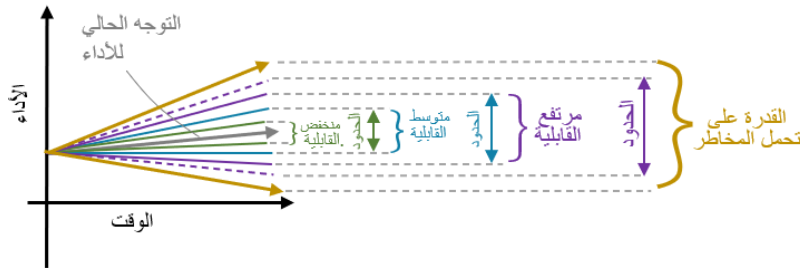 التوجه الحالي
للأداء
الأداء
الوقت
منخفض
القابلية
الحدود
متوسط
القابلية
الحدود
مرتفع
القابلية
الحدود
القدرة على
تحمل المخاطر